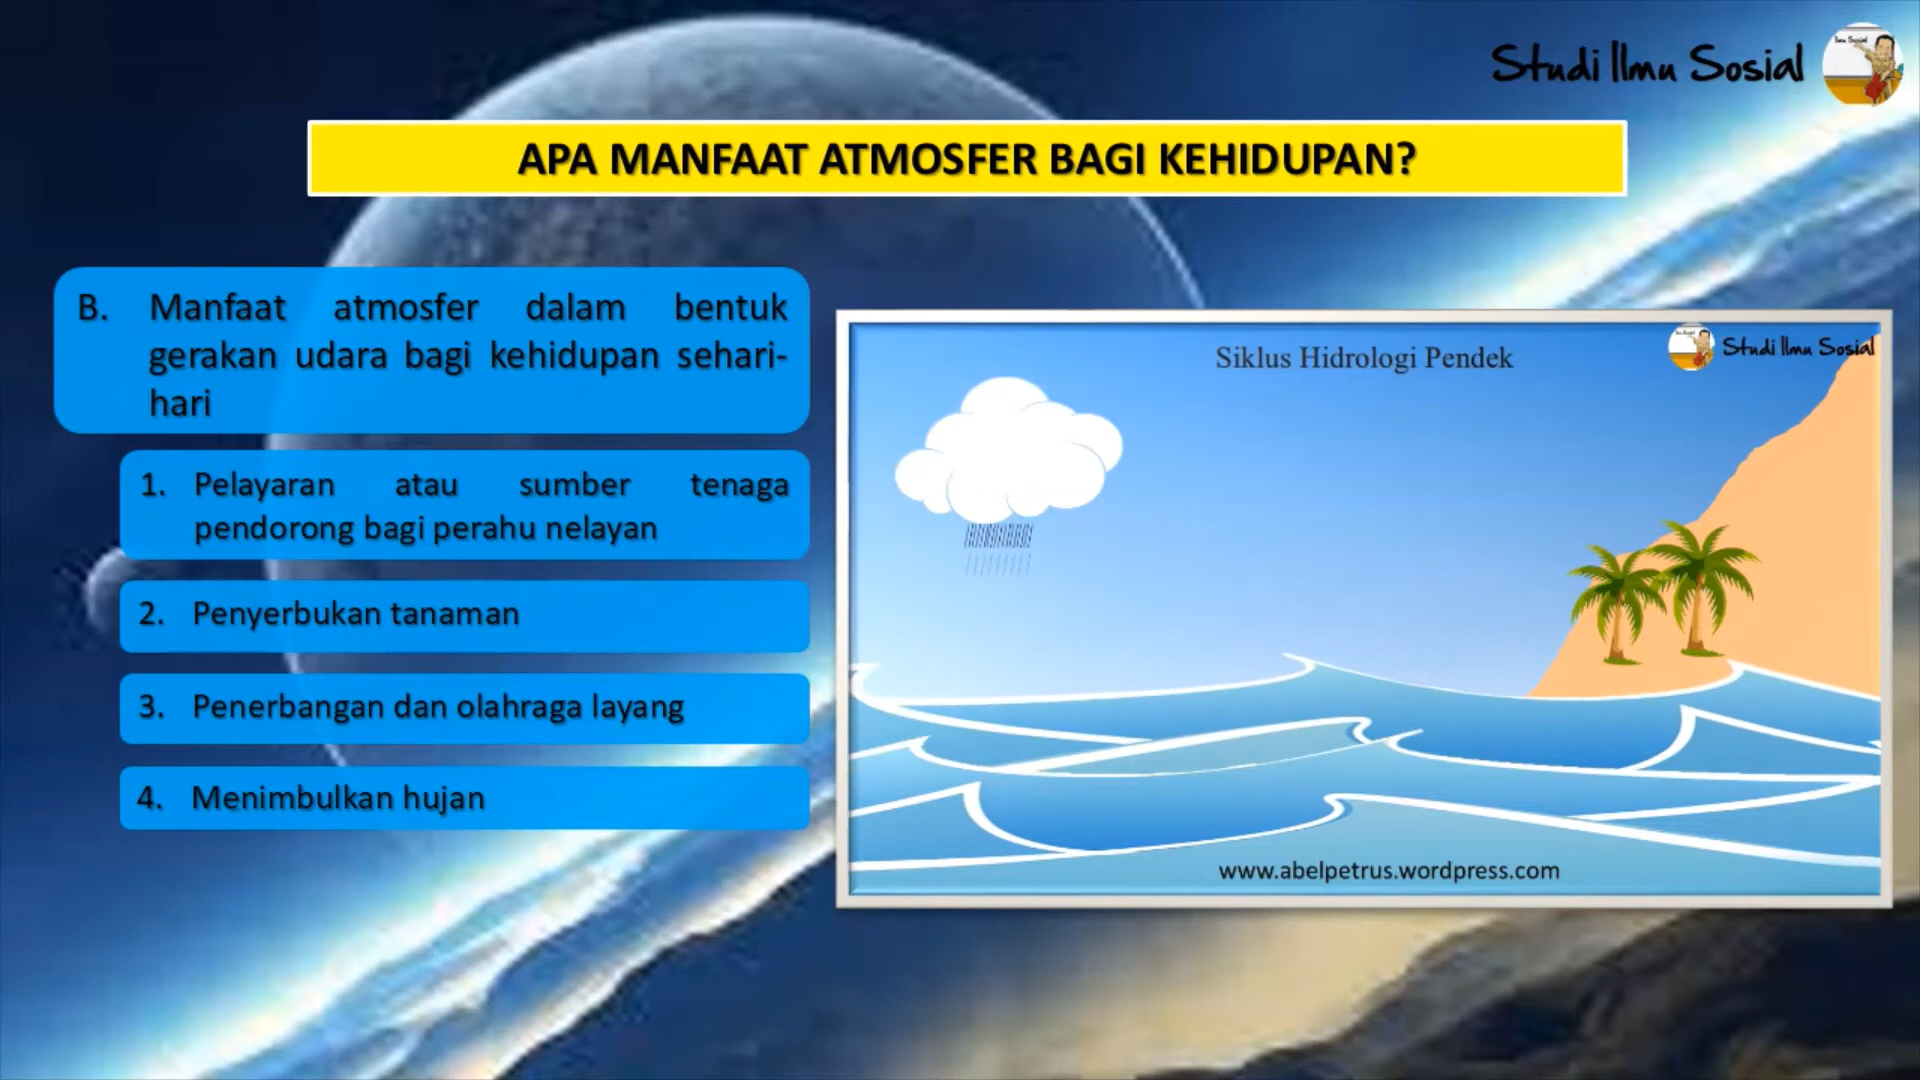 Studi Ilmu Sosial
APA MANFAAT ATMOSFER BAGI KEHIDUPAN?
B. Manfaat atmosfer dalam bentuk
gerakan udara bagi kehidupan sehari-
hari
1. Pelayaran atau sumber tenaga
pendorong bagi perahu nelayan
2. Penyerbukan tanaman
3. Penerbangan dan olahraga layang
4. Menimbulkan hujan
Siklus Hidrologi Pendek
Studi Ilmu Sosial
www.abelpetrus.wordpress.com